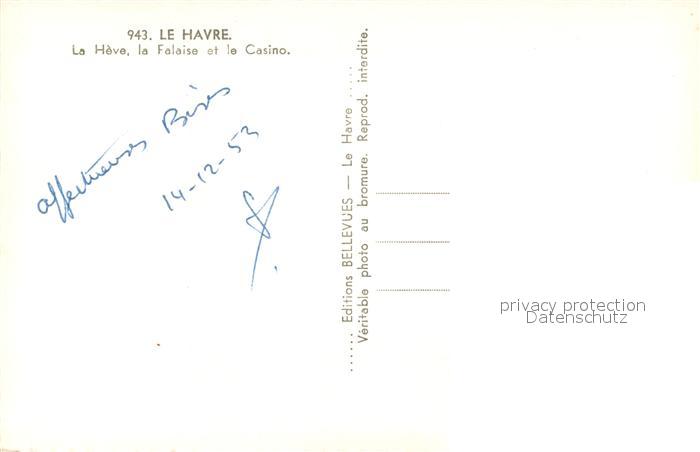 943. LE HAVRE.
La Hève, la Falaise et le Casino.
affectueuses Bises
14-12-53
...... Editions BELLEVUES — Le Havre ......
Véritable photo au bromure. Reprod. interdite.
privacy protection
Datenschutz